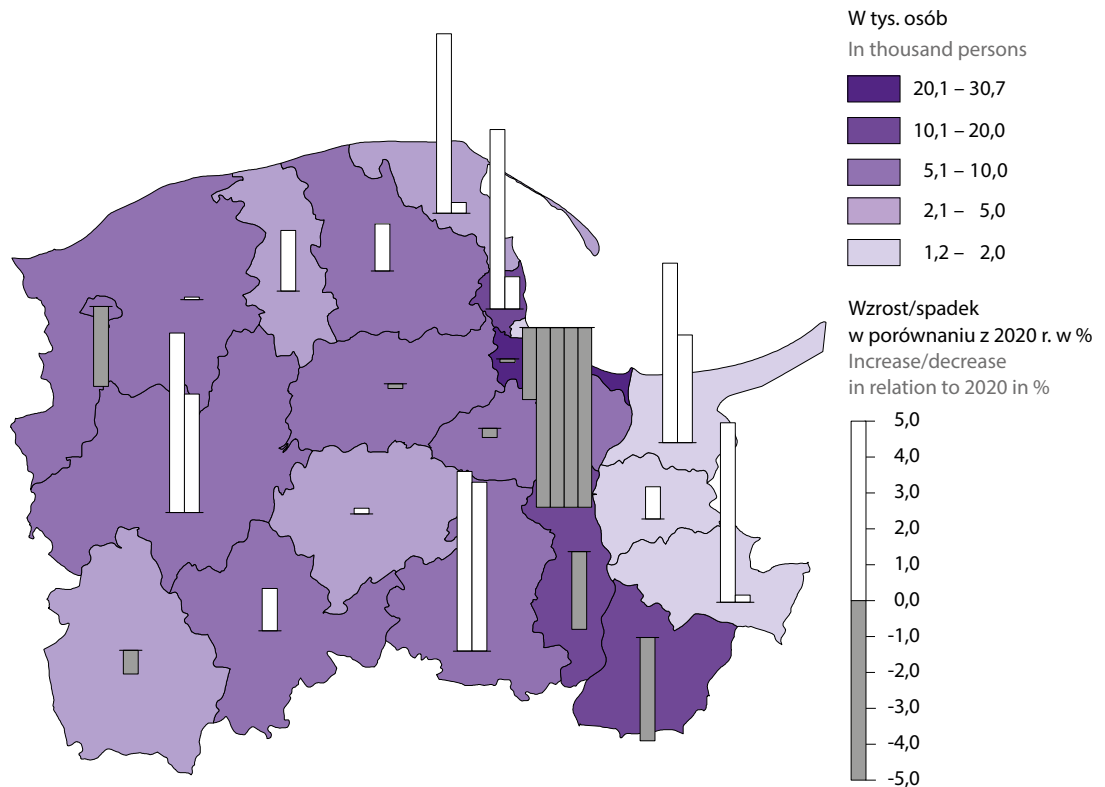 W tys. osób
In thousand persons
20,1 – 30,7
10,1 – 20,0
5,1 – 10,0
2,1 – 5,0
1,2 – 2,0
Wzrost/spadek
w porównaniu z 2020 r. w %
Increase/decrease
in relation to 2020 in %
5,0
4,0
3,0
2,0
1,0
0,0
-1,0
-2,0
-3,0
-4,0
-5,0